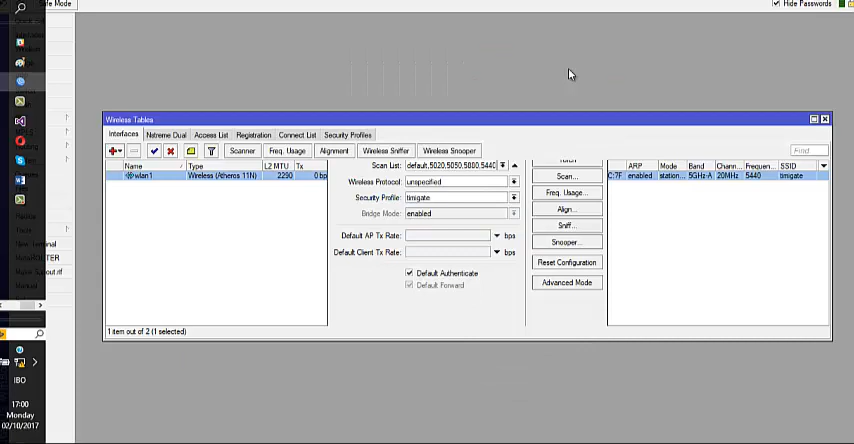 Safe Mode
Hide Passwords
Wireless Tables
Interfaces Nstreme Dual Access List Registration Connect List Security Profiles
Scanner Freq. Usage Alignment Wireless Sniffer Wireless Snooper Find
Name Type L2 MTU Tx
wlan1 Wireless (Atheros 11N) 2290 0 bp
Scan List: default,5020,5050,5800,5440
Wireless Protocol: unspecified
Security Profile: timigate
Bridge Mode: enabled
Default AP Tx Rate: bps
Default Client Tx Rate: bps
Default Authenticate
Default Forward
Scan...
Freq. Usage...
Align...
Sniff...
Snooper...
Reset Configuration
Advanced Mode
ARP Mode Band Chann... Frequen... SSID
C:7F enabled station... 5GHz-A 20MHz 5440 timigate
1 item out of 2 (1 selected)
IBO
17:00
Monday
02/10/2017